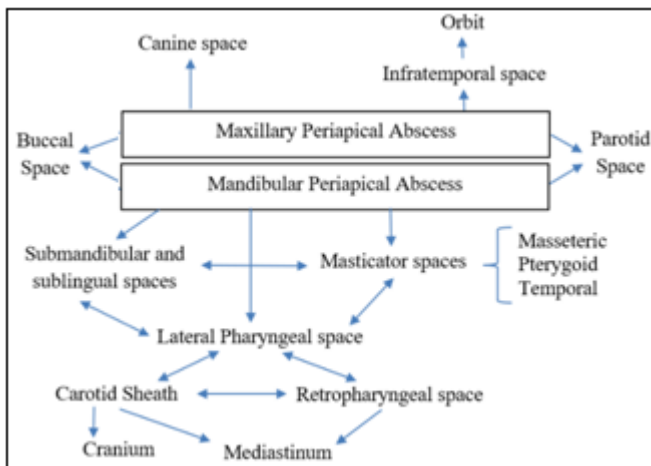 Orbit
Canine space
Infratemporal space
Maxillary Periapical Abscess
Buccal
Space
Parotid
Space
Mandibular Periapical Abscess
Submandibular and
sublingual spaces
Masticator spaces
Masseteric
Pterygoid
Temporal
Lateral Pharyngeal space
Carotid Sheath
Retropharyngeal space
Cranium
Mediastinum